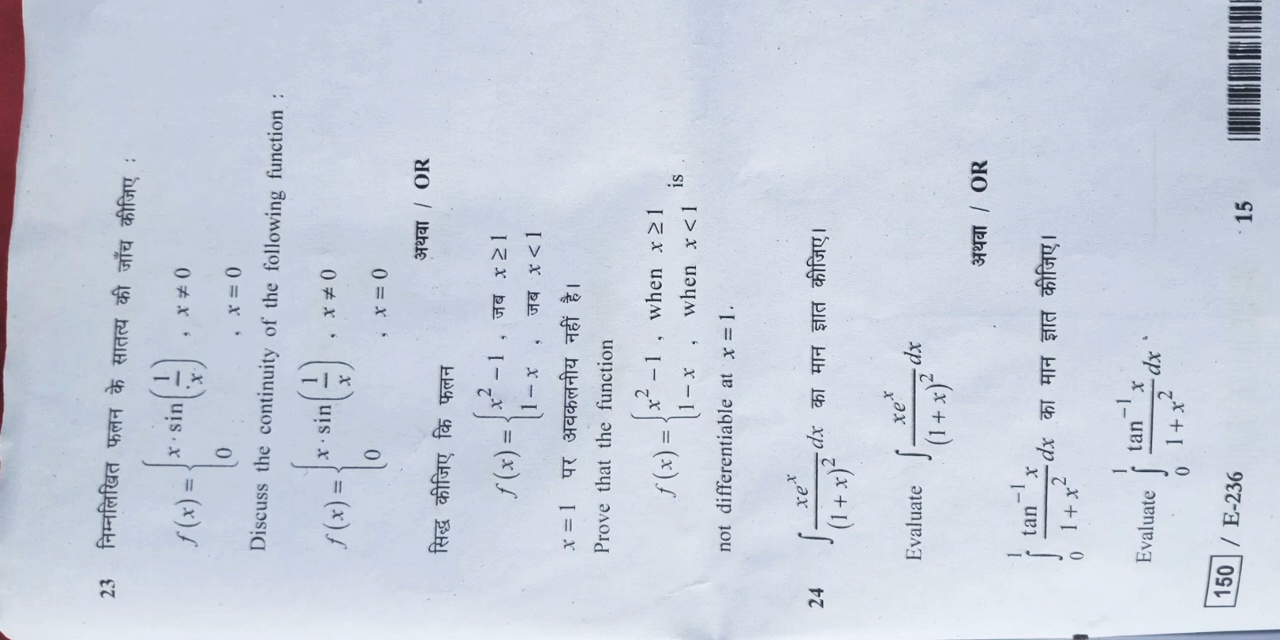 23 निम्नलिखित फलन के सातत्य की जाँच कीजिए :
f(x) = { x · sin(1/x) , x ≠ 0
0 , x = 0
Discuss the continuity of the following function :
f(x) = { x · sin(1/x) , x ≠ 0
0 , x = 0
अथवा / OR
सिद्ध कीजिए कि फलन
f(x) = { x² − 1 , जब x ≥ 1
1 − x , जब x < 1
x = 1 पर अवकलनीय नहीं है।
Prove that the function
f(x) = { x² − 1 , when x ≥ 1
1 − x , when x < 1 is
not differentiable at x = 1.
24 ∫ xeˣ/(1 + x)² dx का मान ज्ञात कीजिए।
Evaluate ∫ xeˣ/(1 + x)² dx
अथवा / OR
∫₀¹ tan⁻¹ x/(1 + x²) dx का मान ज्ञात कीजिए।
Evaluate ∫₀¹ tan⁻¹ x/(1 + x²) dx
150 / E-236 15